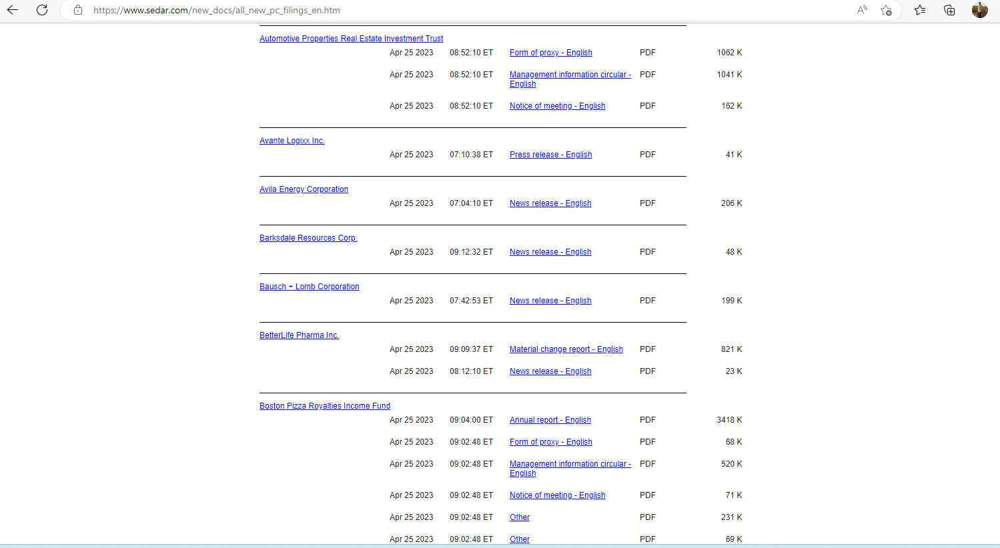 https://www.sedar.com/new_docs/all_new_pc_filings_en.htm
Automotive Properties Real Estate Investment Trust
Apr 25 2023 08:52:10 ET Form of proxy - English PDF 1062 K
Apr 25 2023 08:52:10 ET Management information circular - PDF 1041 K
English
Apr 25 2023 08:52:10 ET Notice of meeting - English PDF 162 K
Avante Logixx Inc.
Apr 25 2023 07:10:38 ET Press release - English PDF 41 K
Avila Energy Corporation
Apr 25 2023 07:04:10 ET News release - English PDF 206 K
Barksdale Resources Corp.
Apr 25 2023 09:12:32 ET News release - English PDF 48 K
Bausch + Lomb Corporation
Apr 25 2023 07:42:53 ET News release - English PDF 199 K
BetterLife Pharma Inc.
Apr 25 2023 09:09:37 ET Material change report - English PDF 821 K
Apr 25 2023 08:12:10 ET News release - English PDF 23 K
Boston Pizza Royalties Income Fund
Apr 25 2023 09:04:00 ET Annual report - English PDF 3418 K
Apr 25 2023 09:02:48 ET Form of proxy - English PDF 68 K
Apr 25 2023 09:02:48 ET Management information circular - PDF 520 K
English
Apr 25 2023 09:02:48 ET Notice of meeting - English PDF 71 K
Apr 25 2023 09:02:48 ET Other PDF 231 K
Apr 25 2023 09:02:48 ET Other PDF 69 K